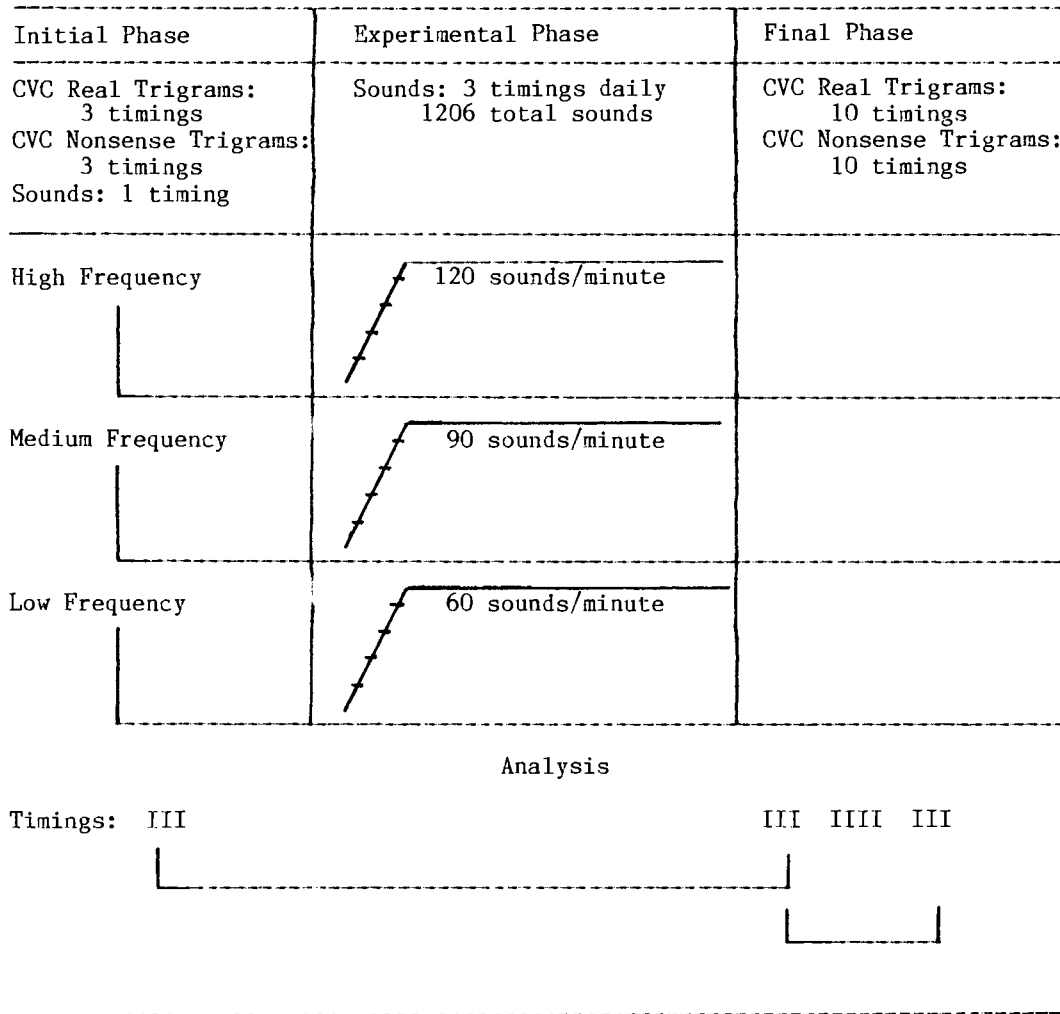 Initial Phase Experimental Phase Final Phase
CVC Real Trigrams: Sounds: 3 timings daily CVC Real Trigrams:
3 timings 1206 total sounds 10 timings
CVC Nonsense Trigrams: CVC Nonsense Trigrams:
3 timings 10 timings
Sounds: 1 timing
High Frequency 120 sounds/minute
Medium Frequency 90 sounds/minute
Low Frequency 60 sounds/minute
Analysis
Timings: III III IIII III